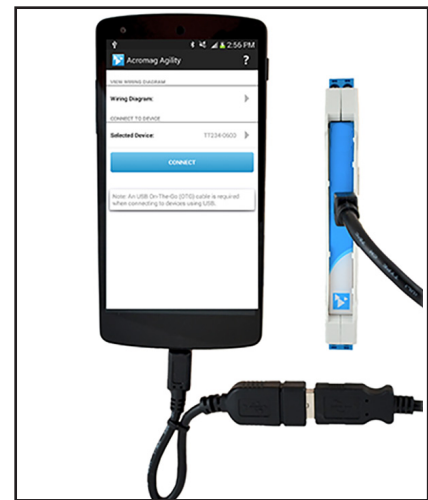 2:56 PM
Acromag Agility ?
VIEW WIRING DIAGRAM
Wiring Diagram:
CONNECT TO DEVICE
Selected Device: TT234-0603
CONNECT
Note: An USB On-The-Go (OTG) cable is required
when connecting to devices using USB.